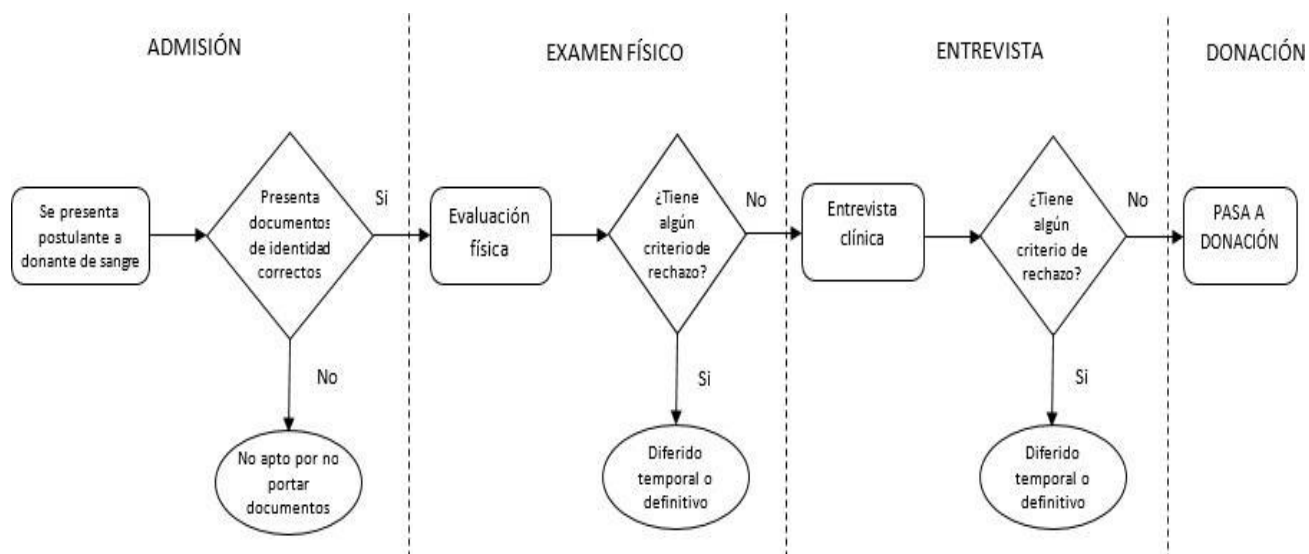 ADMISIÓN
EXAMEN FÍSICO
ENTREVISTA
DONACIÓN
Se presenta
postulante a
donante de sangre
Presenta
documentos
de identidad
correctos
Si
No
No apto por no
portar
documentos
Evaluación
física
¿Tiene
algún
criterio de
rechazo?
No
Si
Diferido
temporal o
definitivo
Entrevista
clínica
¿Tiene
algún
criterio de
rechazo?
No
Si
Diferido
temporal o
definitivo
PASA A
DONACIÓN